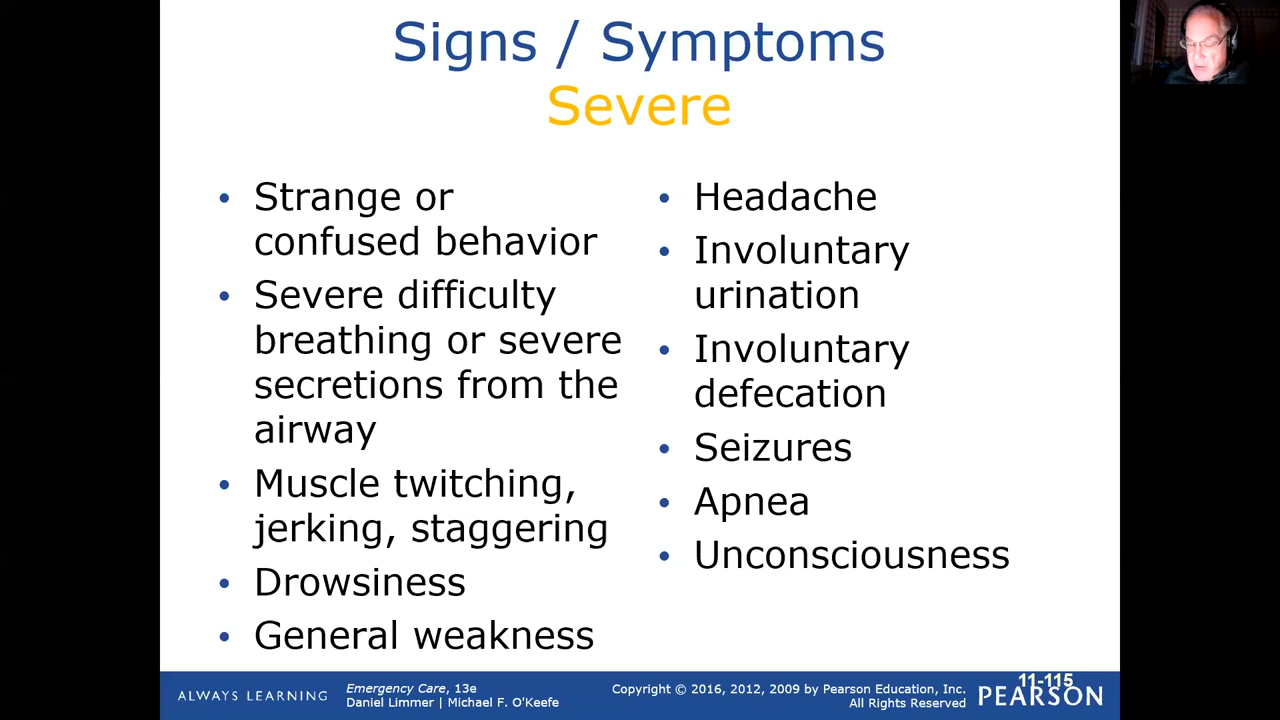 Signs / Symptoms
Severe
• Strange or
confused behavior
• Severe difficulty
breathing or severe
secretions from the
airway
• Muscle twitching,
jerking, staggering
• Drowsiness
• General weakness
• Headache
• Involuntary
urination
• Involuntary
defecation
• Seizures
• Apnea
• Unconsciousness
ALWAYS LEARNING
Emergency Care, 13e
Daniel Limmer | Michael F. O'Keefe
Copyright © 2016, 2012, 2009 by Pearson Education, Inc.
All Rights Reserved
11-115
PEARSON